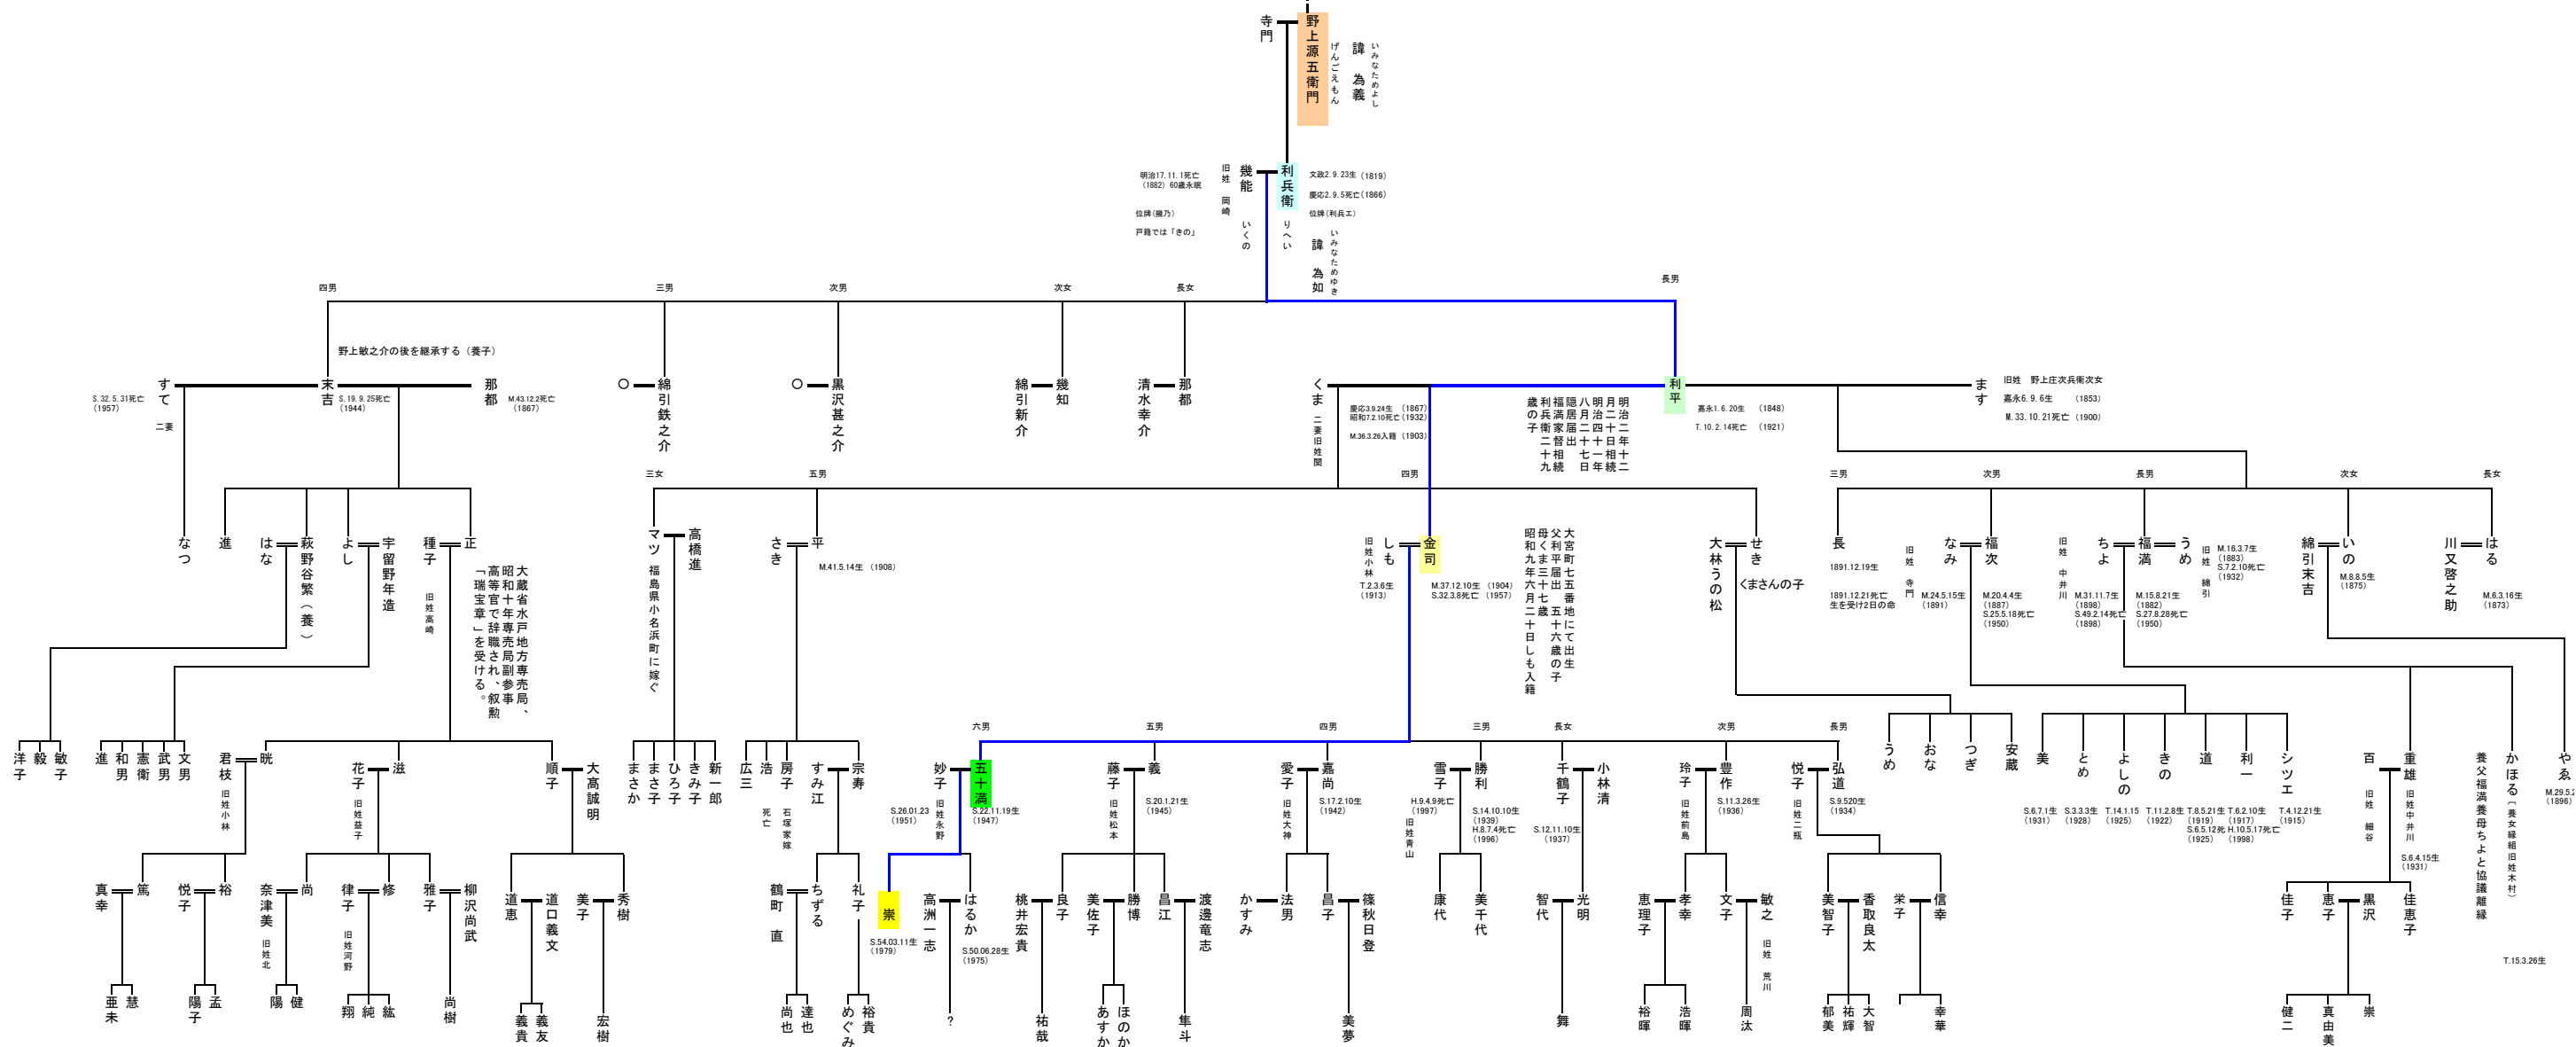 寺門
野上源五衛門
げんごえもん
諱 為義
いみなためよし
明治17.11.1死亡
(1882) 60歳永眠
位牌(幾乃)
戸籍では「きの」
旧姓 岡崎
幾能
いくの
利兵衛
りへい
文政2.9.23生 (1819)
慶応2.9.5死亡(1866)
位牌(利兵エ)
諱 為如
いみなためゆき
四男
三男
次男
次女
長女
長男
野上敏之介の後を継承する（養子）
S.32.5.31死亡
(1957)
すて
二妻
末吉
S.19.9.25死亡
(1944)
那都
M.43.12.2死亡
(1867)
○
綿引鉄之介
○
黒沢甚之介
綿引新介
幾知
清水幸介
那都
くま
二妻旧姓関
慶応3.9.24生 (1867)
昭和7.2.10死亡(1932)
M.36.3.26入籍 (1903)
明治二年十二
月二十日相続
明治四十一年
八月二十七日
隠居届出
福満家督相続
利兵衛二十九
歳の子
利平
嘉永1.6.20生 (1848)
T.10.2.14死亡 (1921)
ます
旧姓 野上庄次兵衛次女
嘉永6.9.6生 (1853)
M.33.10.21死亡 (1900)
三女
五男
四男
三男
次男
長男
次女
長女
なつ
進
はな
萩野谷繁（養）
よし
宇留野年造
種子
旧姓高崎
正
大蔵省水戸地方専売局、
昭和十年専売局副参事
高等官で辞職され、叙勲
「瑞宝章」を受ける。
マツ
福島県小名浜町に嫁ぐ
高橋進
さき
平
M.41.5.14生 (1908)
旧姓小林
しも
T.2.3.6生
(1913)
金司
M.37.12.10生 (1904)
S.32.3.8死亡 (1957)
大宮町七五番地にて出生
父利平届出 五十六歳の子
母くま三十七歳
昭和九年六月二十日しも入籍
大林うの松
せき
くまさんの子
長
1891.12.19生
1891.12.21死亡
生を受け2日の命
旧姓 寺門
なみ
M.24.5.15生
(1891)
福次
M.20.4.4生
(1887)
S.25.5.18死亡
(1950)
旧姓 中井川
ちよ
M.31.11.7生
(1898)
S.49.2.14死亡
(1898)
福満
M.15.8.21生
(1882)
S.27.8.28死亡
(1950)
うめ
旧姓 綿引
M.16.3.7生
(1883)
S.7.2.10死亡
(1932)
綿引末吉
いの
M.8.8.5生
(1875)
川又啓之助
はる
M.6.3.16生
(1873)
六男
五男
四男
三男
長女
次男
長男
洋子
毅
敏子
進
和男
憲衛
武男
文男
君枝
旧姓小林
晄
花子
旧姓益子
滋
順子
大髙誠明
まさか
まさ子
ひろ子
きみ子
新一郎
広三
浩
死亡
房子
石塚家嫁
すみ江
宗寿
妙子
旧姓永野
S.26.01.23
(1951)
五十満
S.22.11.19生
(1947)
藤子
旧姓松本
義
S.20.1.21生
(1945)
愛子
旧姓大神
嘉尚
S.17.2.10生
(1942)
雪子
H.9.4.9死亡
(1997)
旧姓青山
勝利
S.14.10.10生
(1939)
H.8.7.4死亡
(1996)
千鶴子
S.12.11.10生
(1937)
小林清
玲子
旧姓前島
豊作
S.11.3.26生
(1936)
悦子
旧姓二瓶
弘道
S.9.520生
(1934)
うめ
おな
つぎ
安蔵
美
S.6.7.1生
(1931)
とめ
S.3.3.3生
(1928)
よしの
T.14.1.15
(1925)
きの
T.11.2.8生
(1922)
道
T.8.5.21生
(1919)
S.6.5.12死
(1925)
利一
T.6.2.10生
(1917)
H.10.5.17死亡
(1998)
シツエ
T.4.12.21生
(1915)
百
旧姓 細谷
重雄
旧姓中井川
S.6.4.15生
(1931)
かほる
（養女縁組旧姓木村）
養父福満養母ちよと協議離縁
T.15.3.26生
やゑ
M.29.5.2
(1896)
真幸
篤
悦子
裕
奈津美
旧姓北
尚
律子
旧姓河野
修
雅子
柳沢尚武
道恵
道口義文
美子
秀樹
鶴町 直
ちずる
礼子
崇
S.54.03.11生
(1979)
高洲一志
はるか
S.50.06.28生
(1975)
桃井宏貴
良子
美佐子
勝博
昌江
渡邊竜志
かすみ
法男
昌子
篠秋日登
康代
美千代
智代
光明
恵理子
孝幸
文子
敏之
旧姓 荒川
美智子
香取良太
栄子
信幸
佳子
恵子
黒沢
佳恵子
亜未
慧
陽子
孟
陽
健
翔
純
紘
尚樹
義貴
義友
宏樹
尚也
達也
めぐみ
裕貴
?
祐哉
あすか
ほのか
隼斗
美夢
舞
裕暉
浩暉
周汰
郁美
祐輝
大智
幸華
健二
真由美
崇